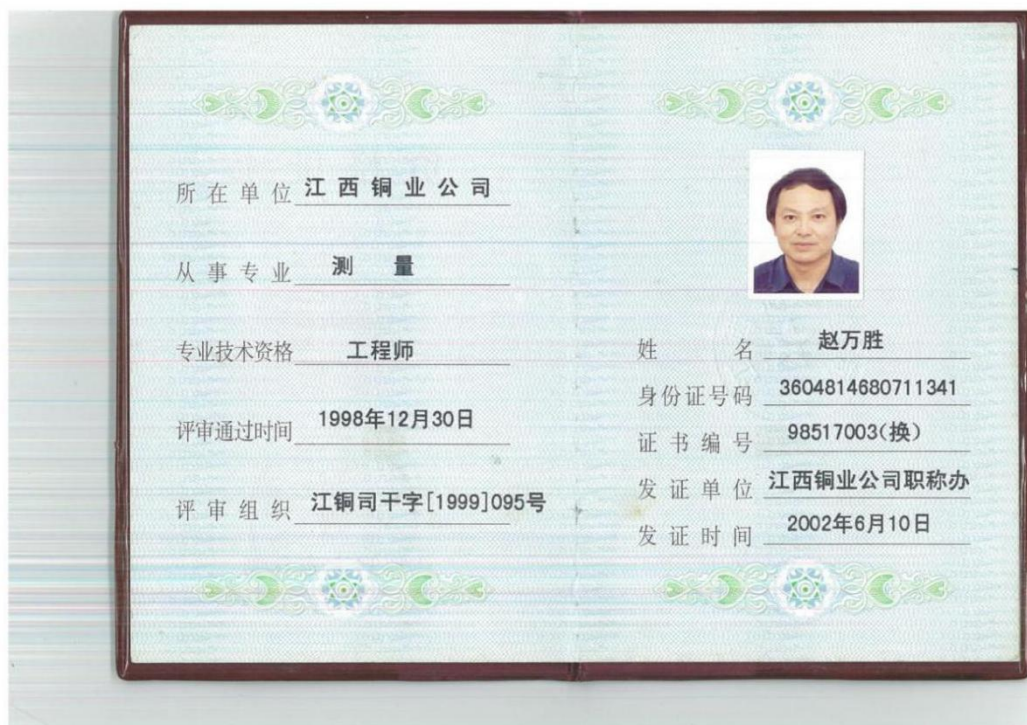 所在单位 江西铜业公司
从事专业 测量
专业技术资格 工程师
评审通过时间 1998年12月30日
评审组织 江铜司干字[1999]095号
姓名 赵万胜
身份证号码 3604814680711341
证书编号 98517003(换)
发证单位 江西铜业公司职称办
发证时间 2002年6月10日